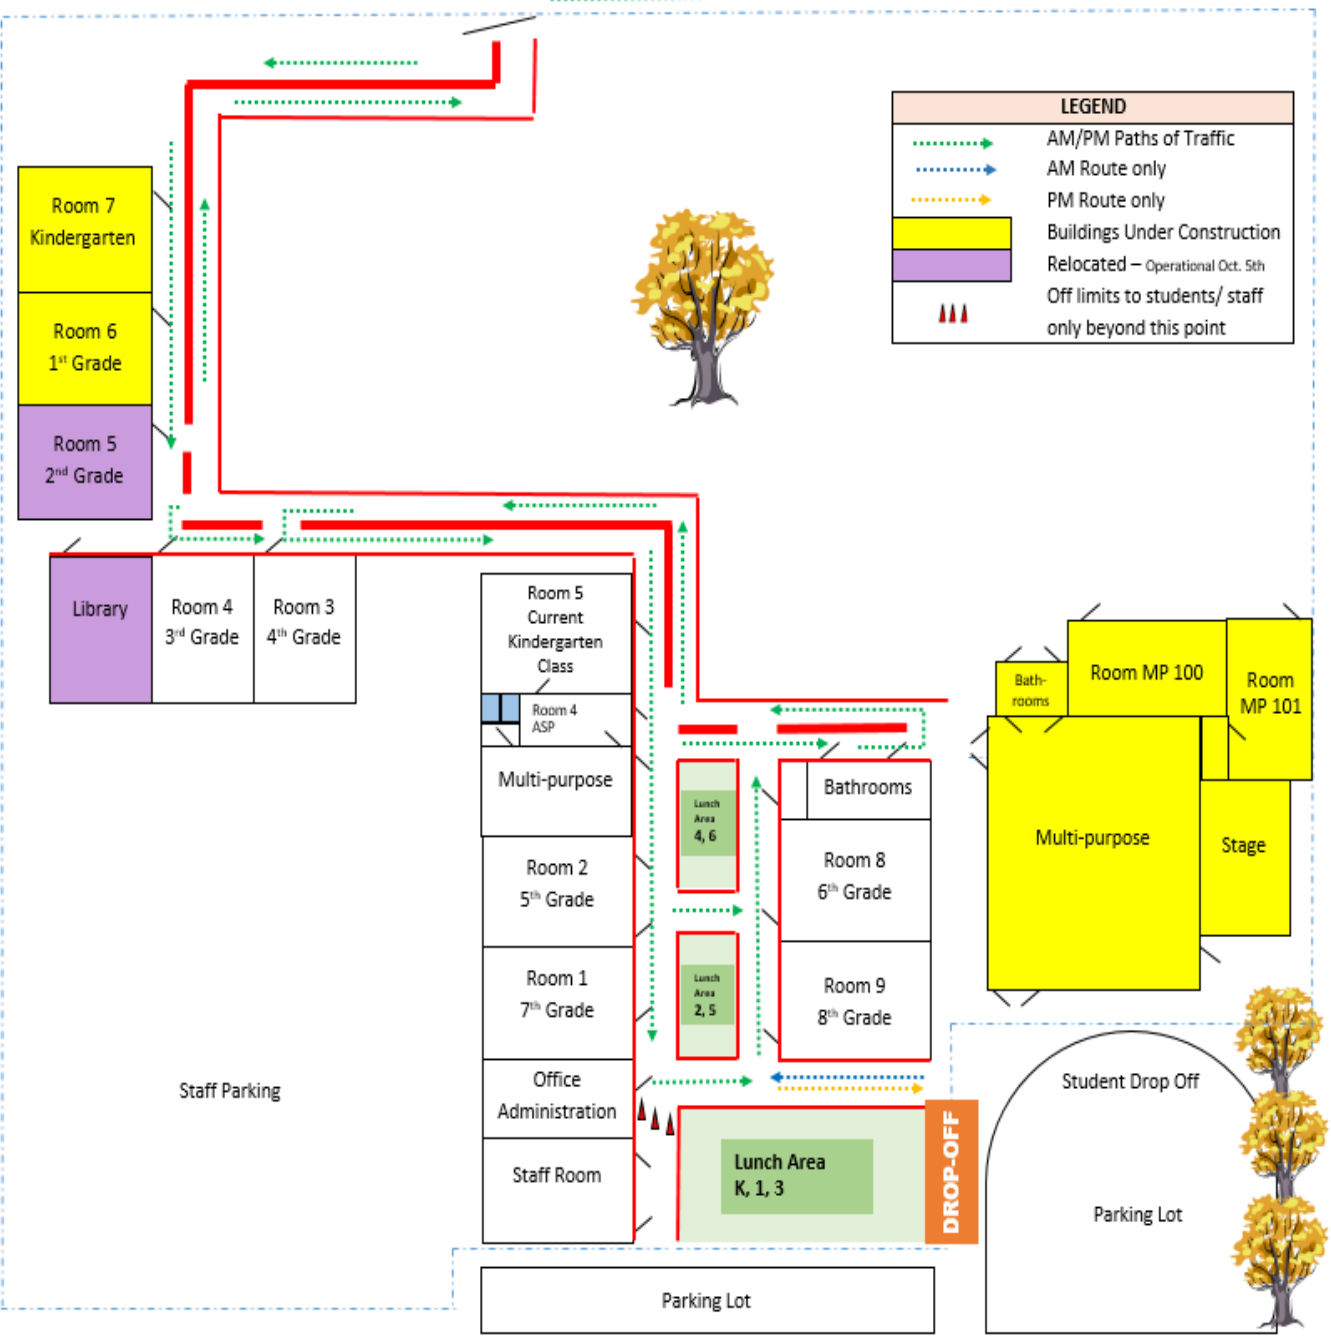 LEGEND
AM/PM Paths of Traffic
AM Route only
PM Route only
Buildings Under Construction
Relocated – Operational Oct. 5th
Off limits to students/ staff
only beyond this point
Room 7
Kindergarten
Room 6
1st Grade
Room 5
2nd Grade
Library
Room 4
3rd Grade
Room 3
4th Grade
Room 5
Current
Kindergarten
Class
Room 4
ASP
Multi-purpose
Room 2
5th Grade
Room 1
7th Grade
Office
Administration
Staff Room
Staff Parking
Lunch
Area
4, 6
Lunch
Area
2, 5
Bathrooms
Room 8
6th Grade
Room 9
8th Grade
Lunch Area
K, 1, 3
DROP-OFF
Bath-
rooms
Room MP 100
Room
MP 101
Multi-purpose
Stage
Student Drop Off
Parking Lot
Parking Lot